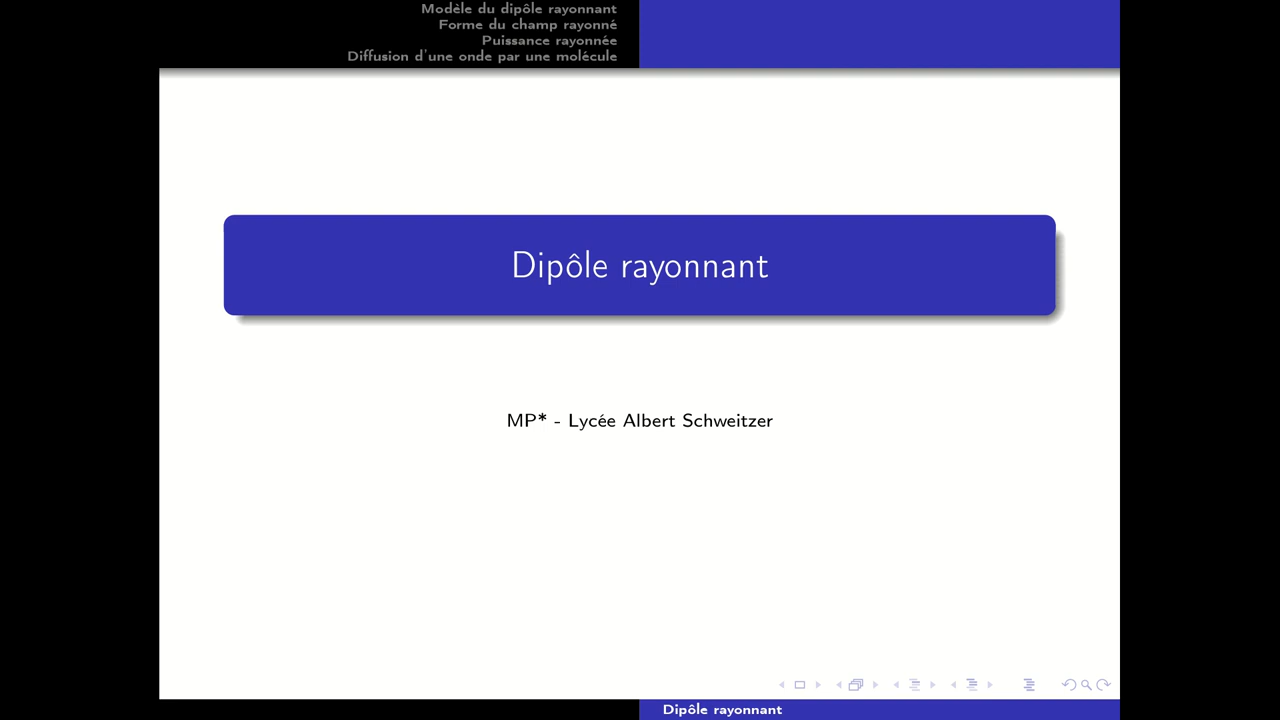 Modèle du dipôle rayonnant
Forme du champ rayonné
Puissance rayonnée
Diffusion d'une onde par une molécule
Dipôle rayonnant
MP* - Lycée Albert Schweitzer
Dipôle rayonnant